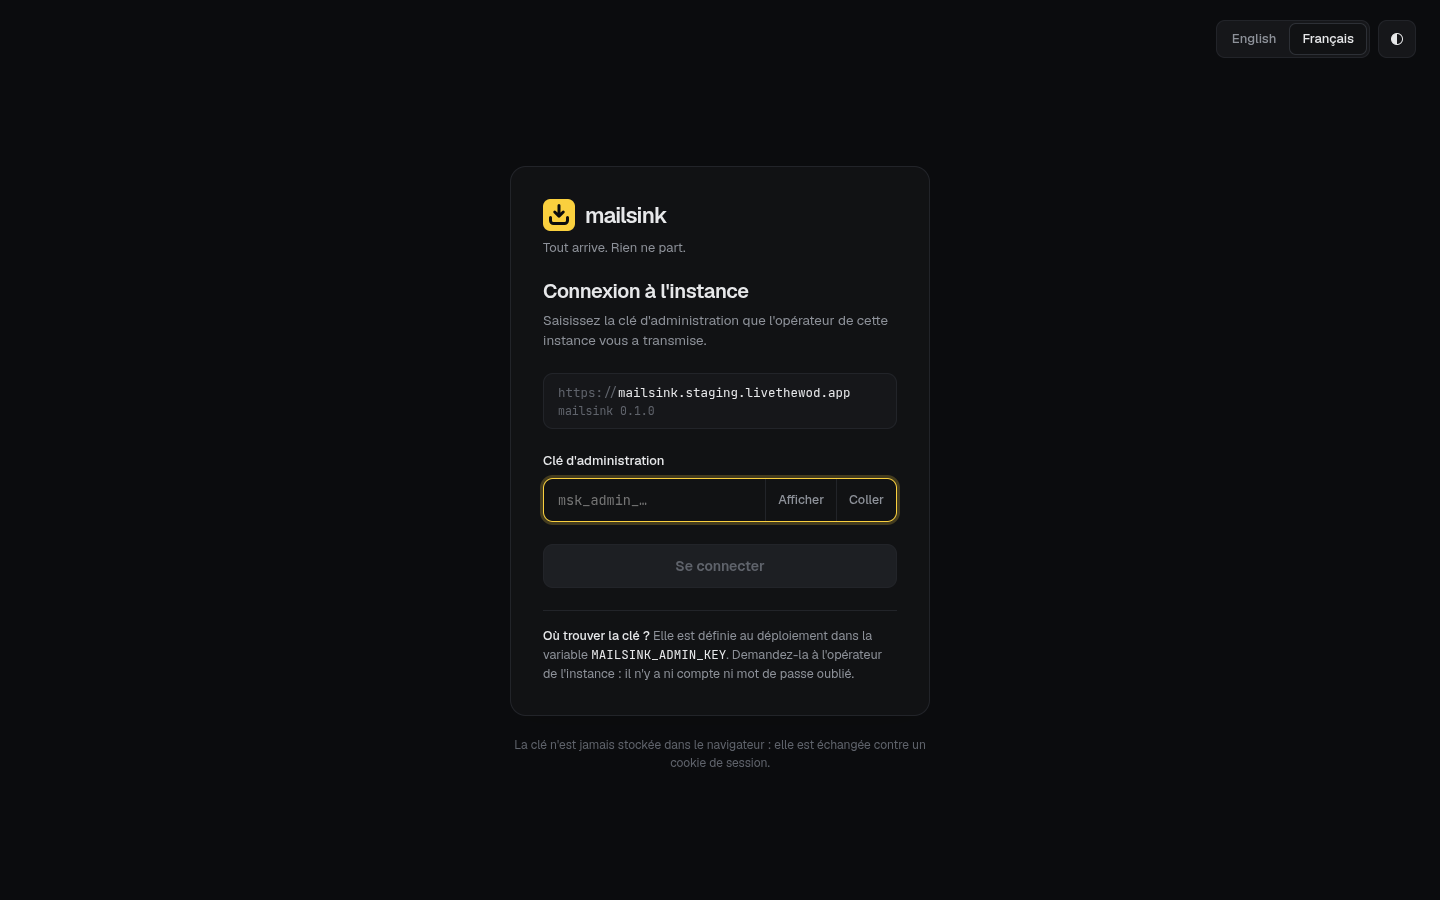 English
Français
mailsink
Tout arrive. Rien ne part.
Connexion à l'instance
Saisissez la clé d'administration que l'opérateur de cette
instance vous a transmise.
https://mailsink.staging.livethewod.app
mailsink 0.1.0
Clé d'administration
msk_admin_…
Afficher
Coller
Se connecter
Où trouver la clé ? Elle est définie au déploiement dans la
variable MAILSINK_ADMIN_KEY. Demandez-la à l'opérateur
de l'instance : il n'y a ni compte ni mot de passe oublié.
La clé n'est jamais stockée dans le navigateur : elle est échangée contre un
cookie de session.